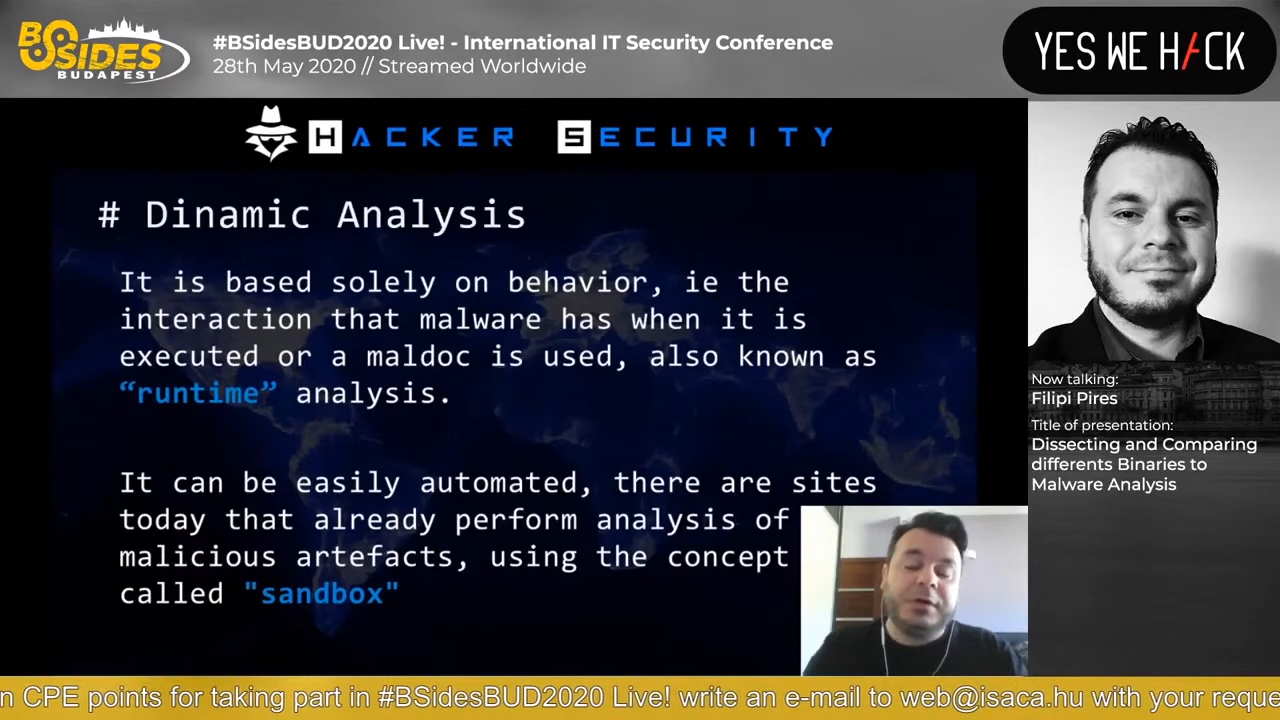 BSIDES
BUDAPEST
#BSidesBUD2020 Live! - International IT Security Conference
28th May 2020 // Streamed Worldwide
YES WE H/CK
HACKER SECURITY
# Dinamic Analysis
It is based solely on behavior, ie the
interaction that malware has when it is
executed or a maldoc is used, also known as
“runtime” analysis.
It can be easily automated, there are sites
today that already perform analysis of
malicious artefacts, using the concept
called "sandbox"
Now talking:
Filipi Pires
Title of presentation:
Dissecting and Comparing
differents Binaries to
Malware Analysis
n CPE points for taking part in #BSidesBUD2020 Live! write an e-mail to web@isaca.hu with your reque